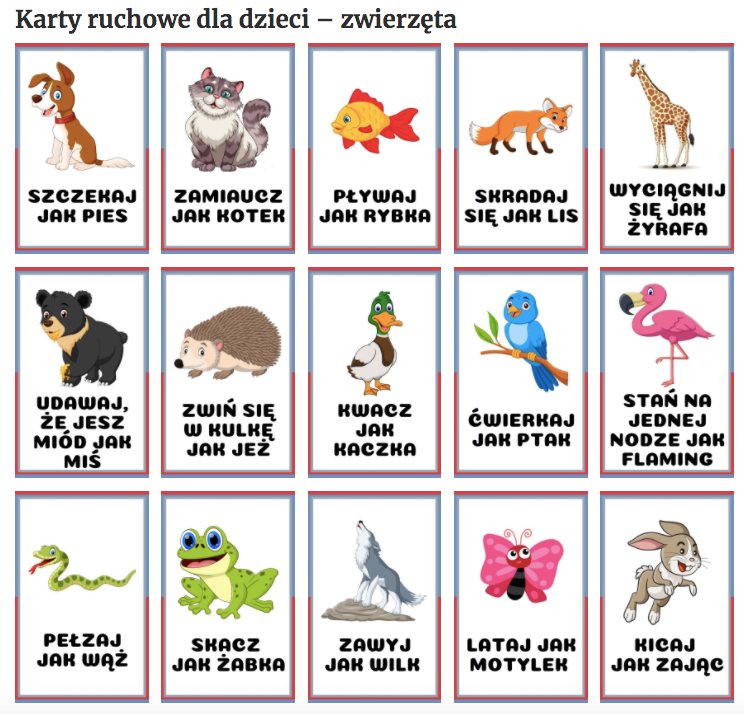 Karty ruchowe dla dzieci – zwierzęta
SZCZEKAJ
JAK PIES
ZAMIAUCZ
JAK KOTEK
PŁYWAJ
JAK RYBKA
SKRADAJ
SIĘ JAK LIS
WYCIĄGNIJ
SIĘ JAK
ŻYRAFA
UDAWAJ,
ŻE JESZ
MIÓD JAK
MIŚ
ZWIŃ SIĘ
W KULKĘ
JAK JEŻ
KWACZ
JAK
KACZKA
ĆWIERKAJ
JAK PTAK
STAŃ NA
JEDNEJ
NODZE JAK
FLAMING
PEŁZAJ
JAK WĄŻ
SKACZ
JAK ŻABKA
ZAWYJ
JAK WILK
LATAJ JAK
MOTYLEK
KICAJ
JAK ZAJĄC